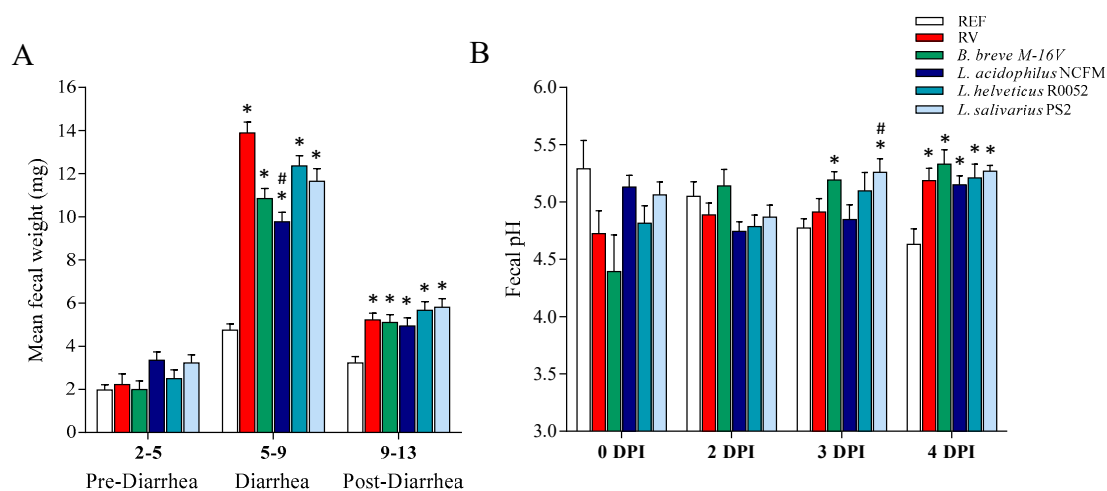 REF
RV
B. breve M-16V
L. acidophilus NCFM
L. helveticus R0052
L. salivarius PS2
A
Mean fecal weight (mg)
16
14
12
10
8
6
4
2
0
*
*
#
*
*
*
* * * * *
2-5 5-9 9-13
Pre-Diarrhea Diarrhea Post-Diarrhea
B
Fecal pH
6.0
5.5
5.0
4.5
4.0
3.5
3.0
*
#
*
* * * * *
0 DPI 2 DPI 3 DPI 4 DPI